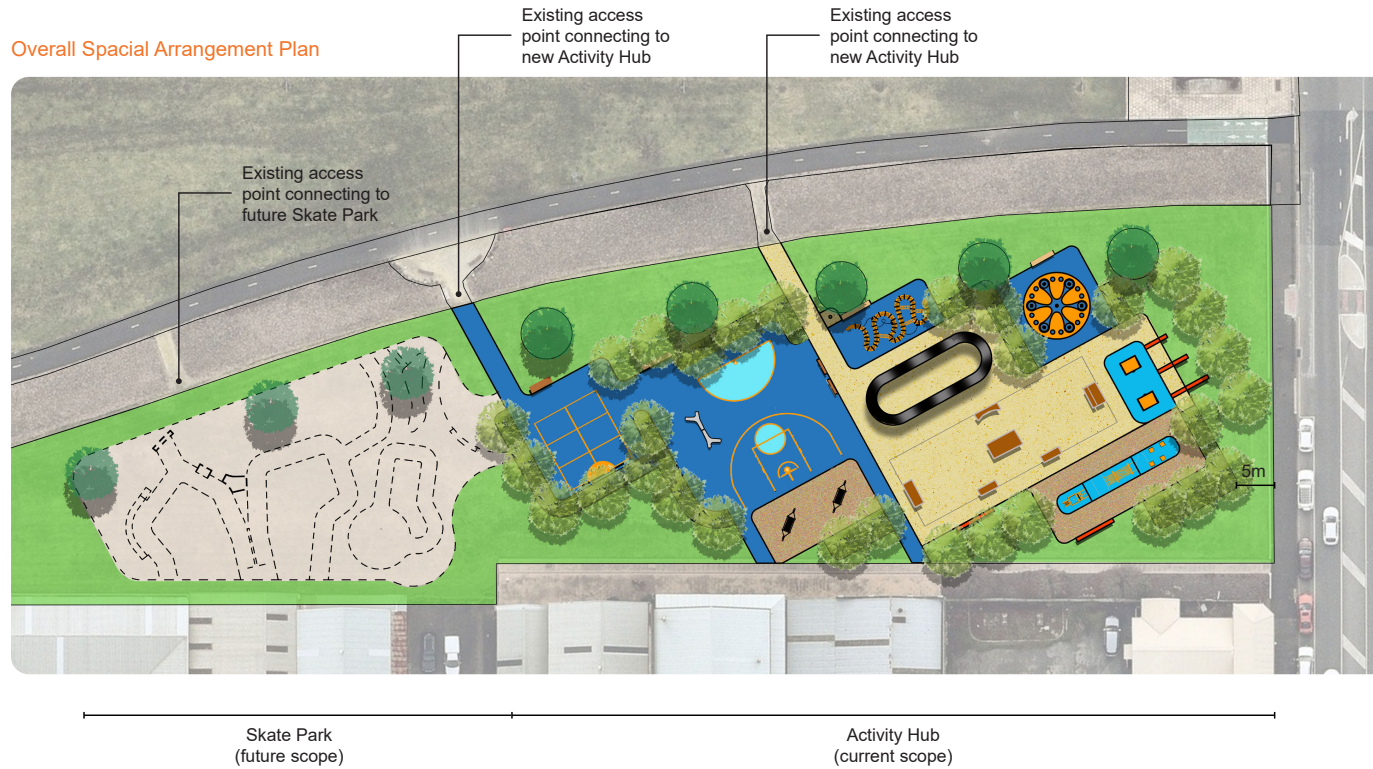 Overall Spacial Arrangement Plan
Existing access
point connecting to
new Activity Hub
Existing access
point connecting to
new Activity Hub
Existing access
point connecting to
future Skate Park
5m
Skate Park
(future scope)
Activity Hub
(current scope)